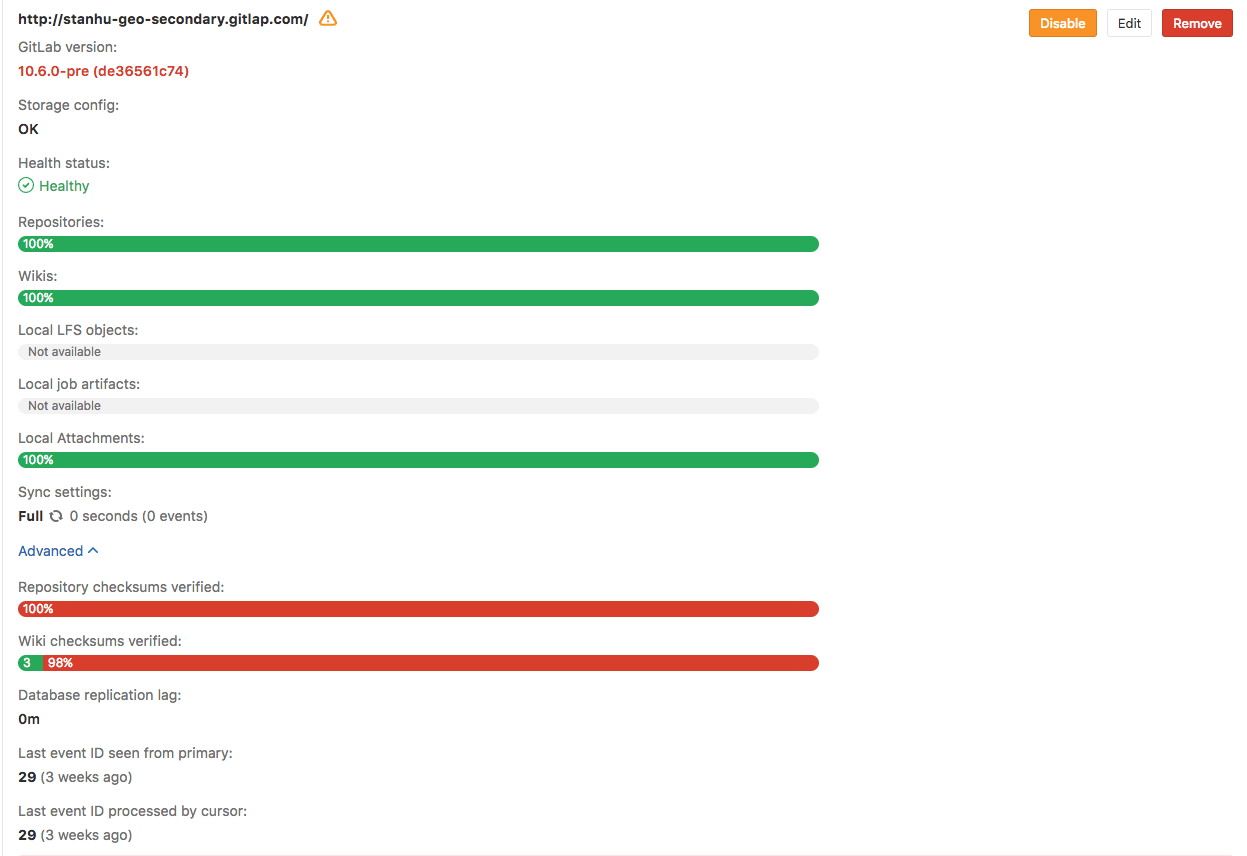 http://stanhu-geo-secondary.gitlap.com/
Disable Edit Remove
GitLab version:
10.6.0-pre (de36561c74)
Storage config:
OK
Health status:
Healthy
Repositories:
100%
Wikis:
100%
Local LFS objects:
Not available
Local job artifacts:
Not available
Local Attachments:
100%
Sync settings:
Full 0 seconds (0 events)
Advanced
Repository checksums verified:
100%
Wiki checksums verified:
3 98%
Database replication lag:
0m
Last event ID seen from primary:
29 (3 weeks ago)
Last event ID processed by cursor:
29 (3 weeks ago)